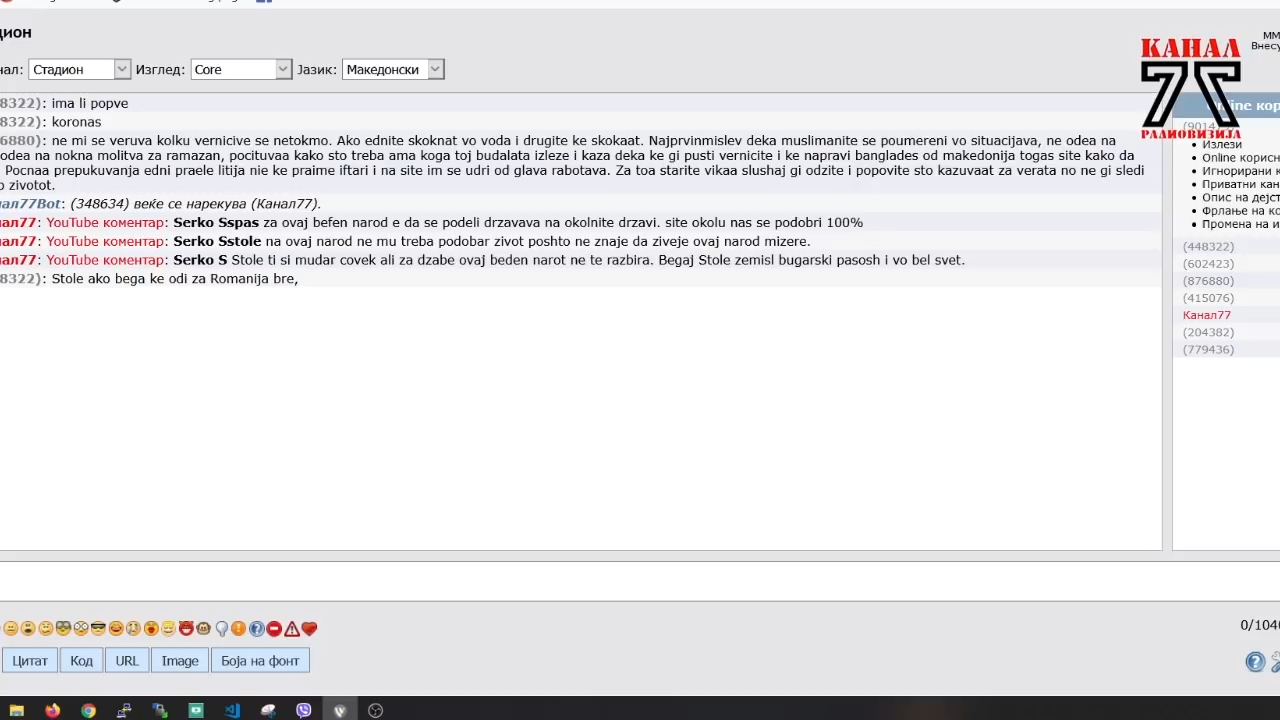 дион
нал: Стадион Изглед: Core Јазик: Македонски
8322): ima li popve
8322): koronas
6880): ne mi se veruva kolku vernicive se netokmo. Ako ednite skoknat vo voda i drugite ke skokaat. Najprvinmislev deka muslimanite se poumereni vo situacijava, ne odea na
odea na nokna molitva za ramazan, pocituvaa kako sto treba ama koga toj budalata izleze i kaza deka ke gi pusti vernicite i ke napravi banglades od makedonija togas site kako da
Pocnaa prepukuvanja edni praele litija nie ke praime iftari i na site im se udri od glava rabotava. Za toa starite vikaa slushaj gi odzite i popovite sto kazuvaat za verata no ne gi sledi
o zivotot.
нал77Bot: (348634) веќе се нарекува (Канал77).
нал77: YouTube коментар: Serko Sspas za ovaj befen narod e da se podeli drzavava na okolnite drzavi. site okolu nas se podobri 100%
нал77: YouTube коментар: Serko Sstole na ovaj narod ne mu treba podobar zivot poshto ne znaje da ziveje ovaj narod mizere.
нал77: YouTube коментар: Serko S Stole ti si mudar covek ali za dzabe ovaj beden narot ne te razbira. Begaj Stole zemisl bugarski pasosh i vo bel svet.
8322): Stole ako bega ke odi za Romanija bre,
КАНАЛ
77
РАДИОВИЗИЈА
мм
Внесу
Online кор
(9014
Излези
Online корисн
Игнорирани к
Приватни кан
Опис на дејст
Фрлање на ко
Промена на и
(448322)
(602423)
(876880)
(415076)
Канал77
(204382)
(779436)
0/1040
Цитат Код URL Image Боја на фонт